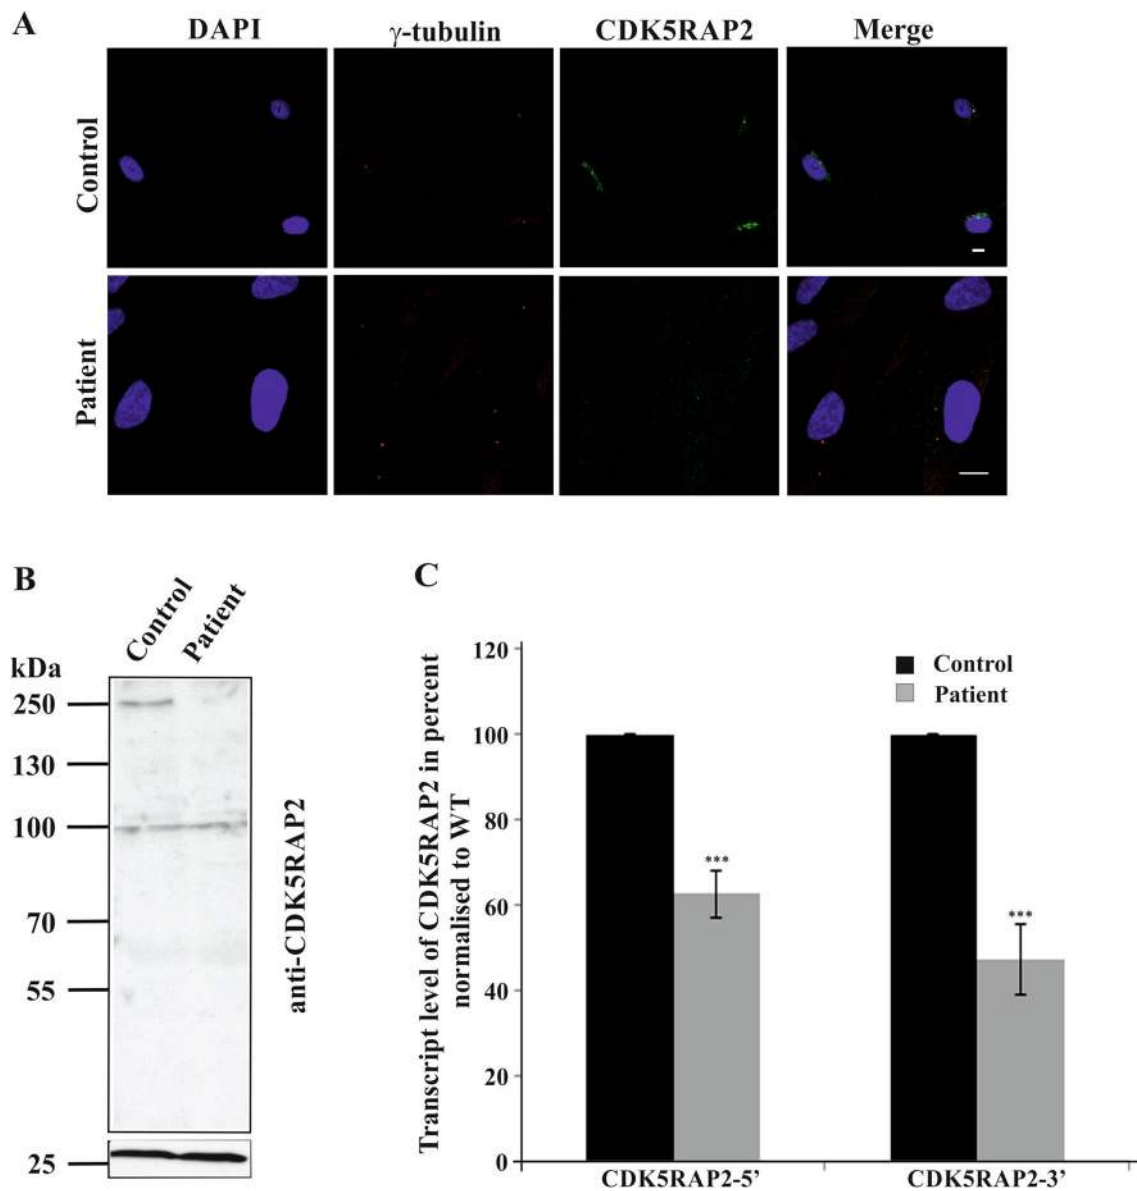 A
DAPI
γ-tubulin
CDK5RAP2
Merge
Control
Patient
B
Control
Patient
kDa
250
130
100
70
55
25
anti-CDK5RAP2
C
Transcript level of CDK5RAP2 in percent
normalised to WT
120
100
80
60
40
20
0
Control
Patient
***
***
CDK5RAP2-5’
CDK5RAP2-3’